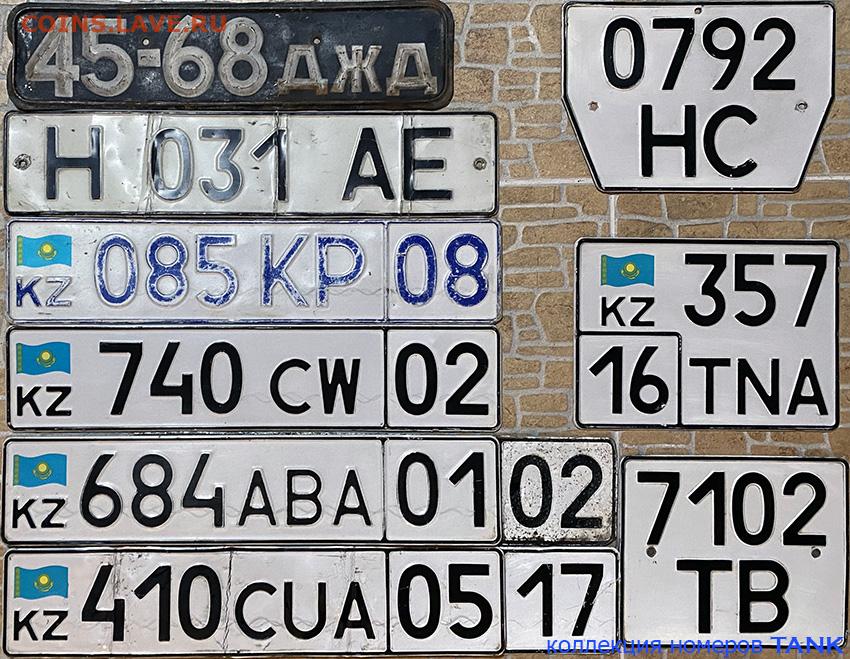 COINS.LAVE.RU
45-68 ДЖД
0792
НС
Н 031 АЕ
KZ 085 KP 08
KZ 357
16 TNA
KZ 740 CW 02
KZ 684 ABA 01 02
7102
TB
KZ 410 CUA 05 17
коллекция номеров TANK